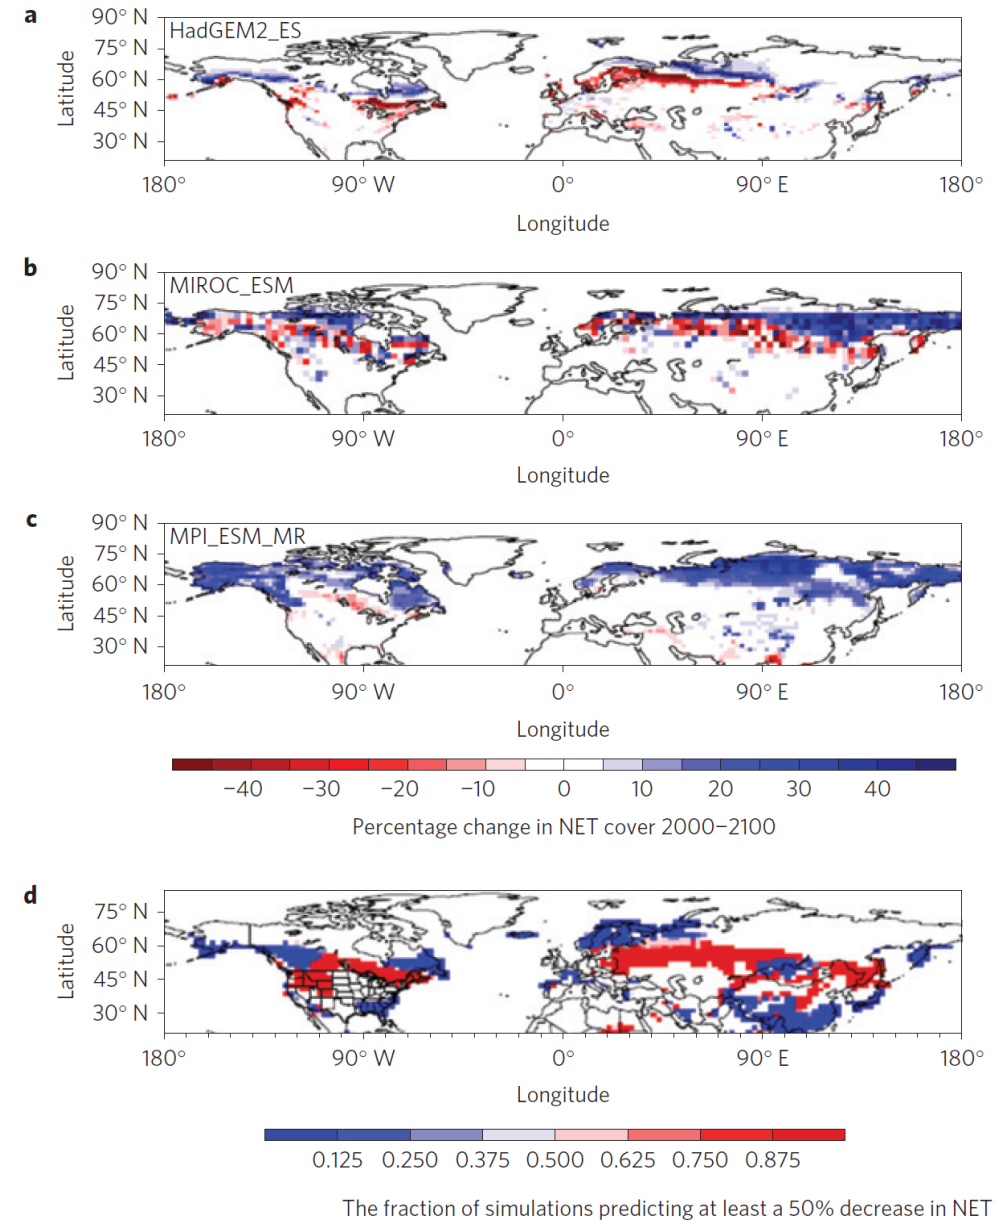 a
90° N
HadGEM2_ES
75° N
60° N
45° N
30° N
Latitude
180° 90° W 0° 90° E 180°
Longitude
b
90° N
MIROC_ESM
75° N
60° N
45° N
30° N
Latitude
180° 90° W 0° 90° E 180°
Longitude
c
90° N
MPI_ESM_MR
75° N
60° N
45° N
30° N
Latitude
180° 90° W 0° 90° E 180°
Longitude
−40 −30 −20 −10 0 10 20 30 40
Percentage change in NET cover 2000−2100
d
75° N
60° N
45° N
30° N
Latitude
180° 90° W 0° 90° E 180°
Longitude
0.125 0.250 0.375 0.500 0.625 0.750 0.875
The fraction of simulations predicting at least a 50% decrease in NET